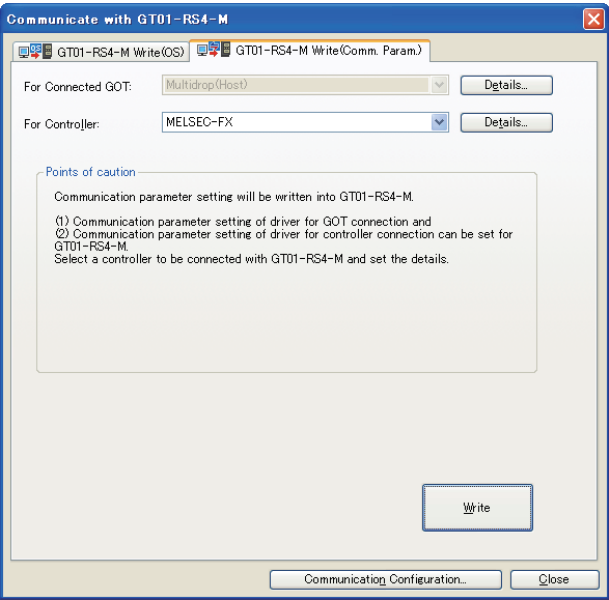 Communicate with GT01-RS4-M
GT01-RS4-M Write(OS)
GT01-RS4-M Write(Comm. Param.)
For Connected GOT:
Multidrop(Host)
Details...
For Controller:
MELSEC-FX
Details...
Points of caution
Communication parameter setting will be written into GT01-RS4-M.
(1) Communication parameter setting of driver for GOT connection and
(2) Communication parameter setting of driver for controller connection can be set for
GT01-RS4-M.
Select a controller to be connected with GT01-RS4-M and set the details.
Write
Communication Configuration...
Close